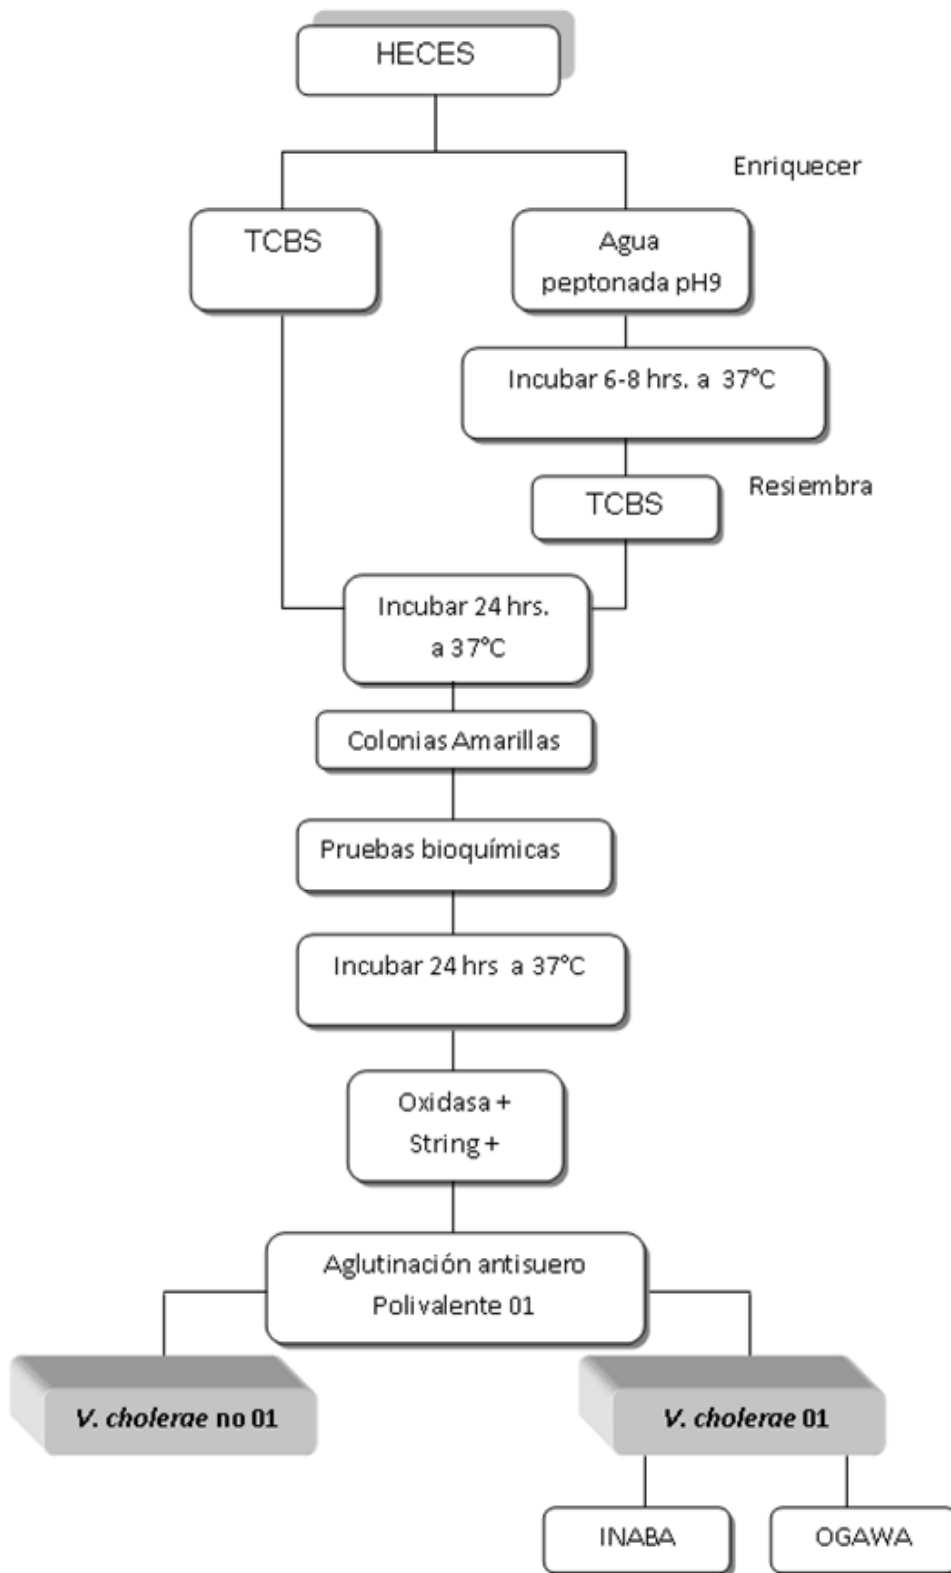 HECES
Enriquecer
TCBS
Agua
peptonada pH9
Incubar 6-8 hrs. a 37°C
Resiembra
TCBS
Incubar 24 hrs.
a 37°C
Colonias Amarillas
Pruebas bioquímicas
Incubar 24 hrs a 37°C
Oxidasa +
String +
Aglutinación antisuero
Polivalente 01
V. cholerae no 01
V. cholerae 01
INABA
OGAWA